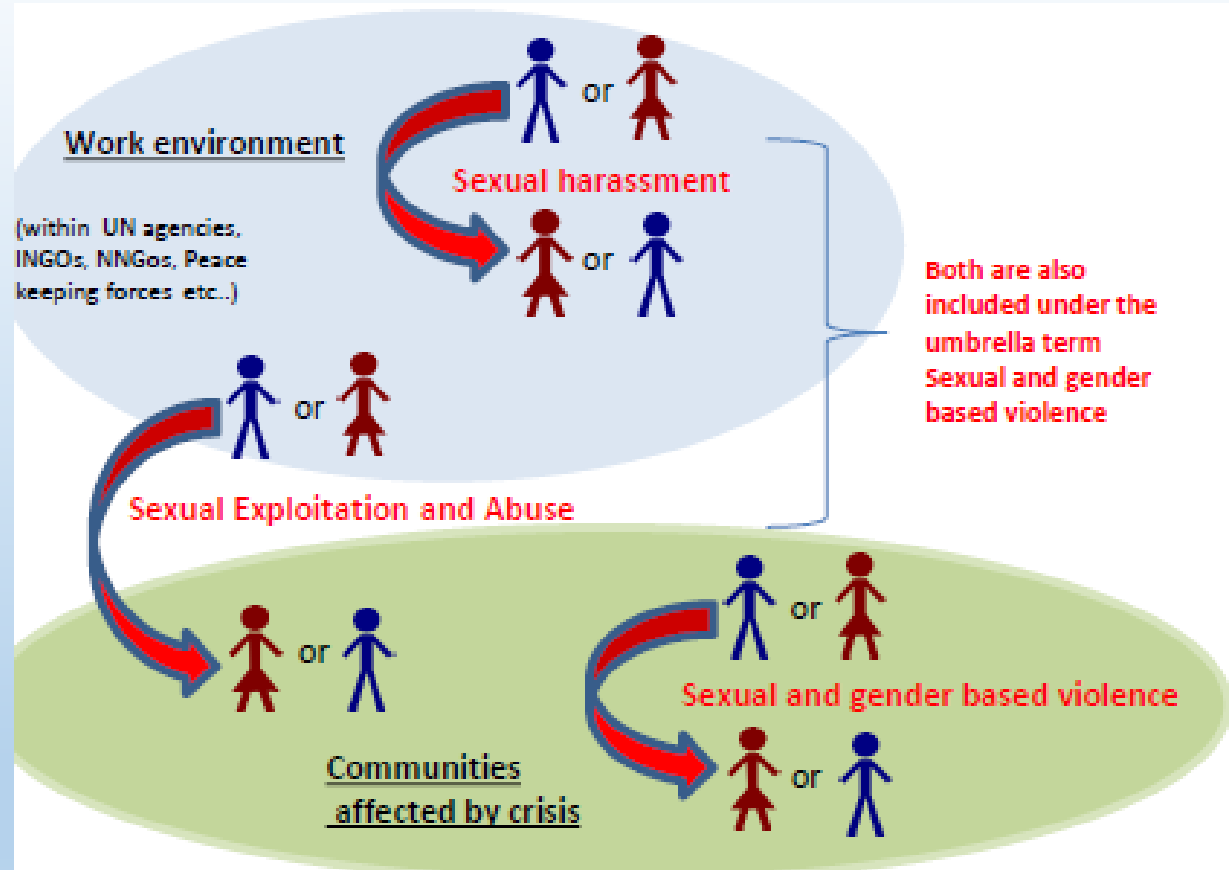 or
Work environment
Sexual harassment
(within UN agencies,
INGOs, NNGos, Peace
keeping forces etc..)
or
Both are also
included under the
umbrella term
Sexual and gender
based violence
or
Sexual Exploitation and Abuse
or
or
Sexual and gender based violence
or
Communities
affected by crisis